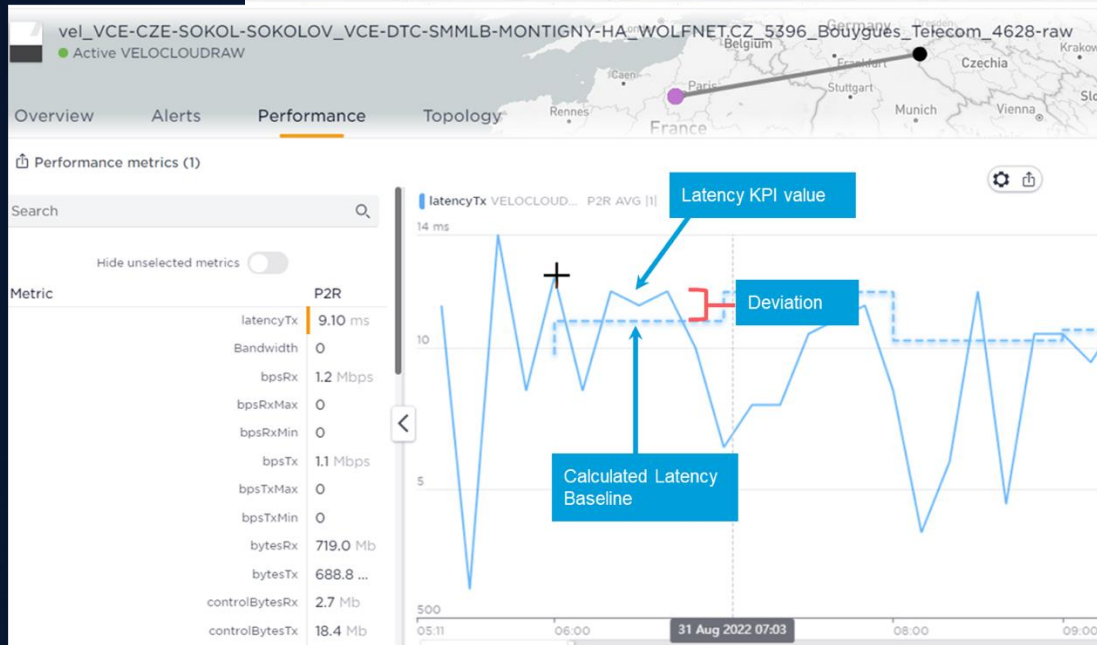 vel_VCE-CZE-SOKOL-SOKOLOV_VCE-DTC-SMMLB-MONTIGNY-HA_WOLFNET.CZ_5396_Bouygues_Telecom_4628-raw
Active VELOCLOUDRAW
Belgium
Germany
Dresden
Krakow
Frankfurt
Czechia
Caen
Paris
Stuttgart
Slo
Rennes
Munich
Vienna
France
Overview Alerts Performance Topology
Performance metrics (1)
Search
Hide unselected metrics
Metric P2R
latencyTx 9.10 ms
Bandwidth 0
bpsRx 1.2 Mbps
bpsRxMax 0
bpsRxMin 0
bpsTx 1.1 Mbps
bpsTxMax 0
bpsTxMin 0
bytesRx 719.0 Mb
bytesTx 688.8 ...
controlBytesRx 2.7 Mb
controlBytesTx 18.4 Mb
latencyTx VELOCLOUD... P2R AVG |1|
Latency KPI value
14 ms
Deviation
10
Calculated Latency
Baseline
5
500
05:11 06:00 31 Aug 2022 07:03 08:00 09:00